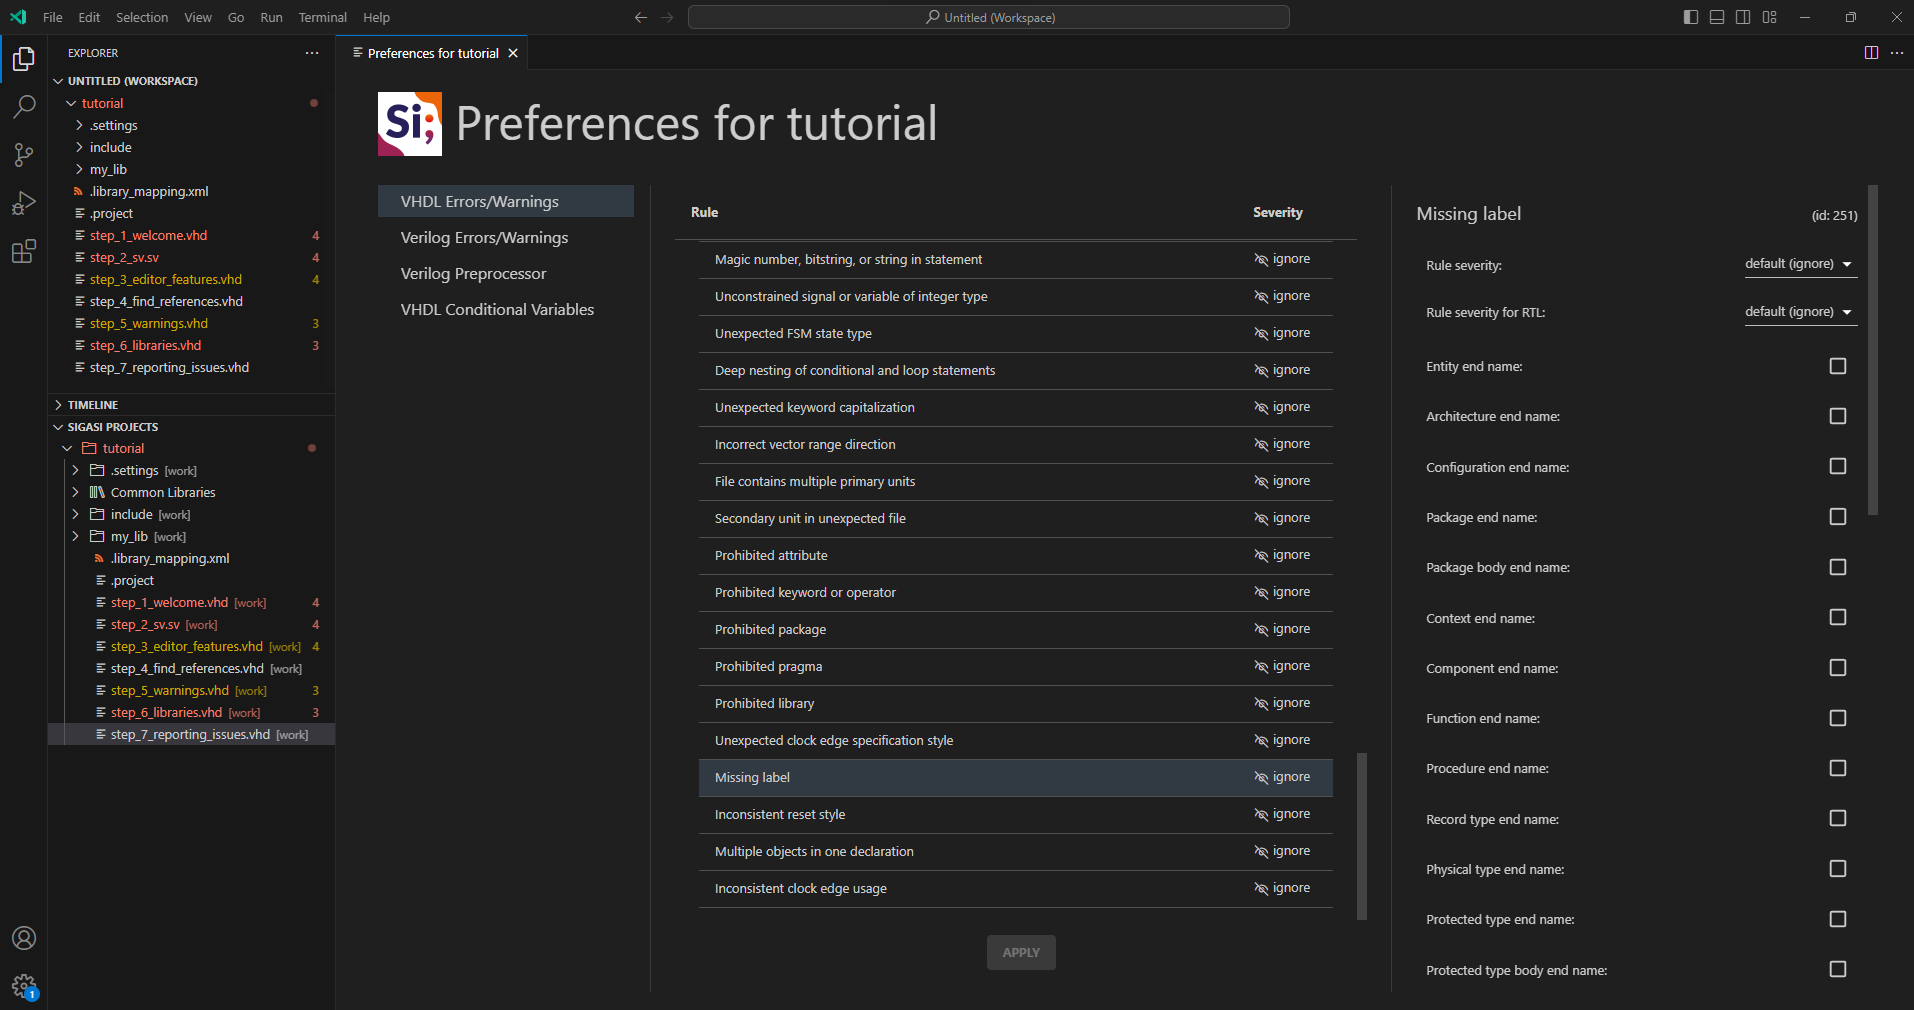 File Edit Selection View Go Run Terminal Help
Untitled (Workspace)
EXPLORER
UNTITLED (WORKSPACE)
tutorial
.settings
include
my_lib
.library_mapping.xml
.project
step_1_welcome.vhd 4
step_2_sv.sv 4
step_3_editor_features.vhd 4
step_4_find_references.vhd
step_5_warnings.vhd 3
step_6_libraries.vhd 3
step_7_reporting_issues.vhd
TIMELINE
SIGASI PROJECTS
tutorial
.settings [work]
Common Libraries
include [work]
my_lib [work]
.library_mapping.xml
.project
step_1_welcome.vhd [work] 4
step_2_sv.sv [work] 4
step_3_editor_features.vhd [work] 4
step_4_find_references.vhd [work]
step_5_warnings.vhd [work] 3
step_6_libraries.vhd [work] 3
step_7_reporting_issues.vhd [work]
1
Preferences for tutorial
Si;
Preferences for tutorial
VHDL Errors/Warnings
Verilog Errors/Warnings
Verilog Preprocessor
VHDL Conditional Variables
Rule Severity
Magic number, bitstring, or string in statement ignore
Unconstrained signal or variable of integer type ignore
Unexpected FSM state type ignore
Deep nesting of conditional and loop statements ignore
Unexpected keyword capitalization ignore
Incorrect vector range direction ignore
File contains multiple primary units ignore
Secondary unit in unexpected file ignore
Prohibited attribute ignore
Prohibited keyword or operator ignore
Prohibited package ignore
Prohibited pragma ignore
Prohibited library ignore
Unexpected clock edge specification style ignore
Missing label ignore
Inconsistent reset style ignore
Multiple objects in one declaration ignore
Inconsistent clock edge usage ignore
APPLY
Missing label (id: 251)
Rule severity: default (ignore)
Rule severity for RTL: default (ignore)
Entity end name:
Architecture end name:
Configuration end name:
Package end name:
Package body end name:
Context end name:
Component end name:
Function end name:
Procedure end name:
Record type end name:
Physical type end name:
Protected type end name:
Protected type body end name: